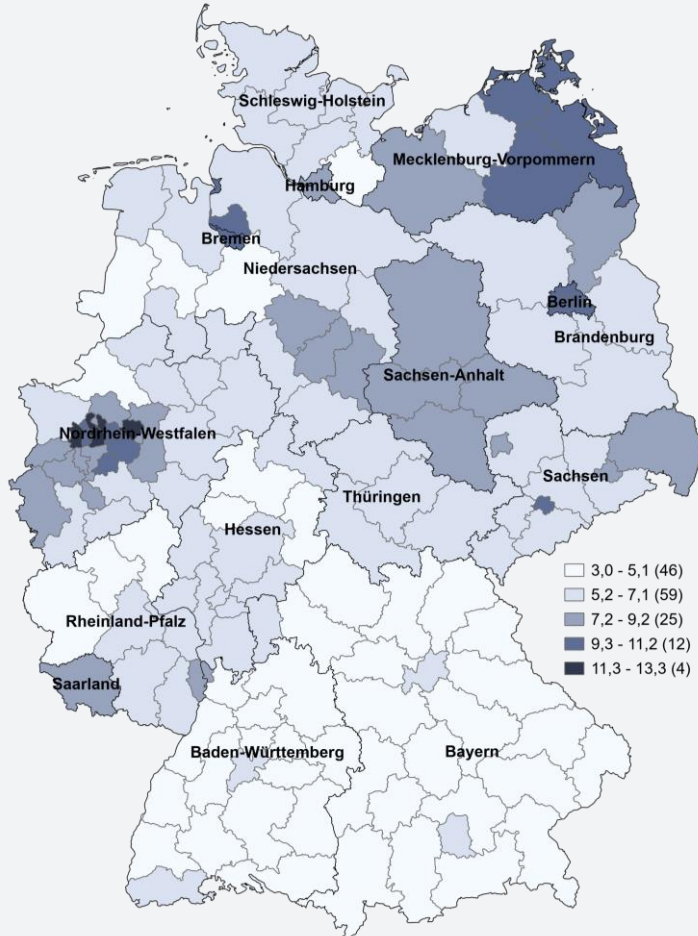 Schleswig-Holstein
Mecklenburg-Vorpommern
Hamburg
Bremen
Niedersachsen
Berlin
Brandenburg
Sachsen-Anhalt
Nordrhein-Westfalen
Sachsen
Thüringen
Hessen
3,0 - 5,1 (46)
5,2 - 7,1 (59)
7,2 - 9,2 (25)
9,3 - 11,2 (12)
11,3 - 13,3 (4)
Rheinland-Pfalz
Saarland
Baden-Württemberg
Bayern